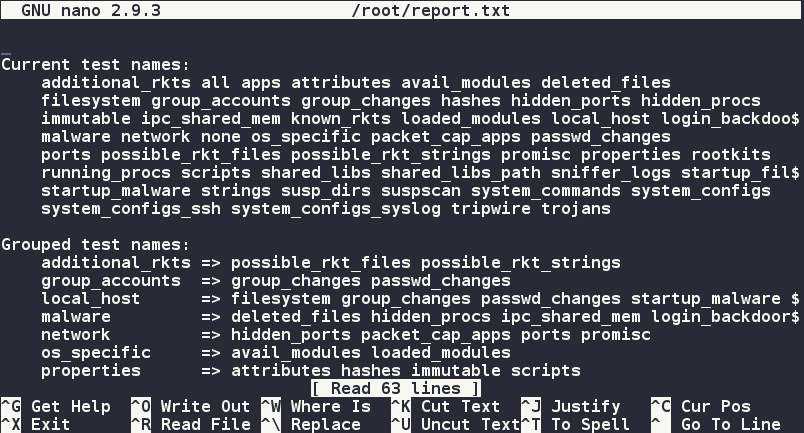 GNU nano 2.9.3 /root/report.txt
Current test names:
additional_rkts all apps attributes avail_modules deleted_files
filesystem group_accounts group_changes hashes hidden_ports hidden_procs
immutable ipc_shared_mem known_rkts loaded_modules local_host login_backdoo$
malware network none os_specific packet_cap_apps passwd_changes
ports possible_rkt_files possible_rkt_strings promisc properties rootkits
running_procs scripts shared_libs shared_libs_path sniffer_logs startup_fil$
startup_malware strings susp_dirs suspscan system_commands system_configs
system_configs_ssh system_configs_syslog tripwire trojans
Grouped test names:
additional_rkts => possible_rkt_files possible_rkt_strings
group_accounts => group_changes passwd_changes
local_host => filesystem group_changes passwd_changes startup_malware $
malware => deleted_files hidden_procs ipc_shared_mem login_backdoor$
network => hidden_ports packet_cap_apps ports promisc
os_specific => avail_modules loaded_modules
properties => attributes hashes immutable scripts
[ Read 63 lines ]
^G Get Help ^O Write Out ^W Where Is ^K Cut Text ^J Justify ^C Cur Pos
^X Exit ^R Read File ^\ Replace ^U Uncut Text ^T To Spell ^_ Go To Line